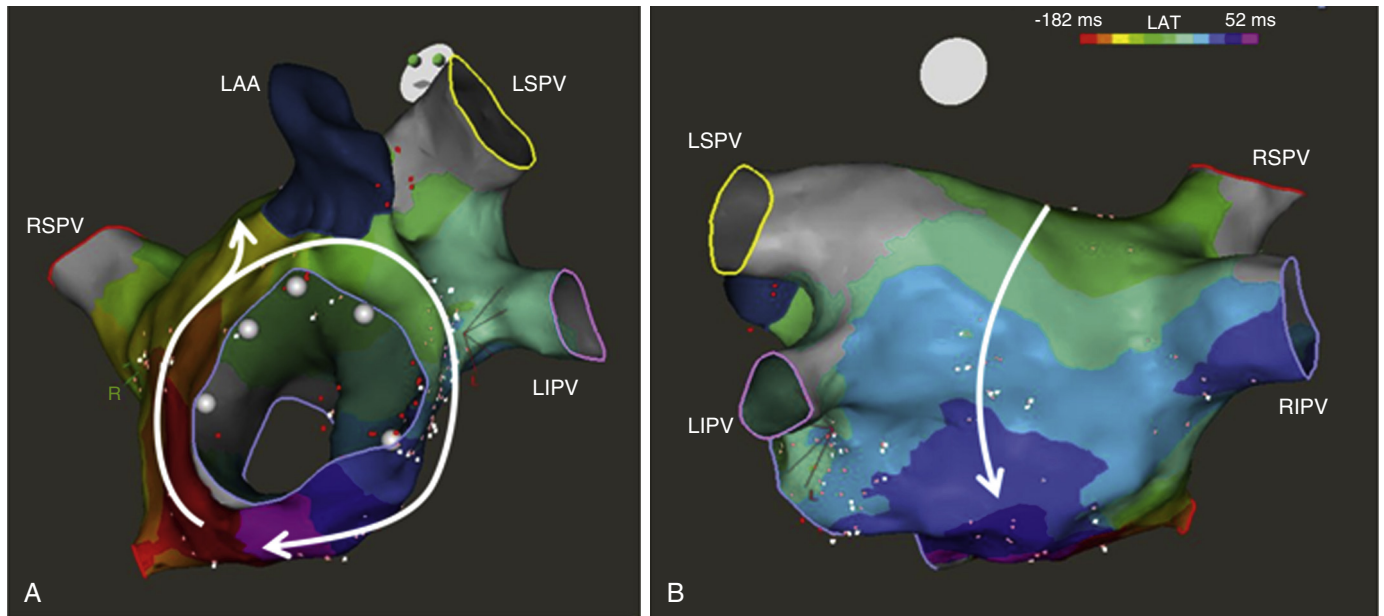 LAA
LSPV
RSPV
R
LIPV
L
A
-182 ms LAT 52 ms
LSPV
RSPV
LIPV
RIPV
L
B